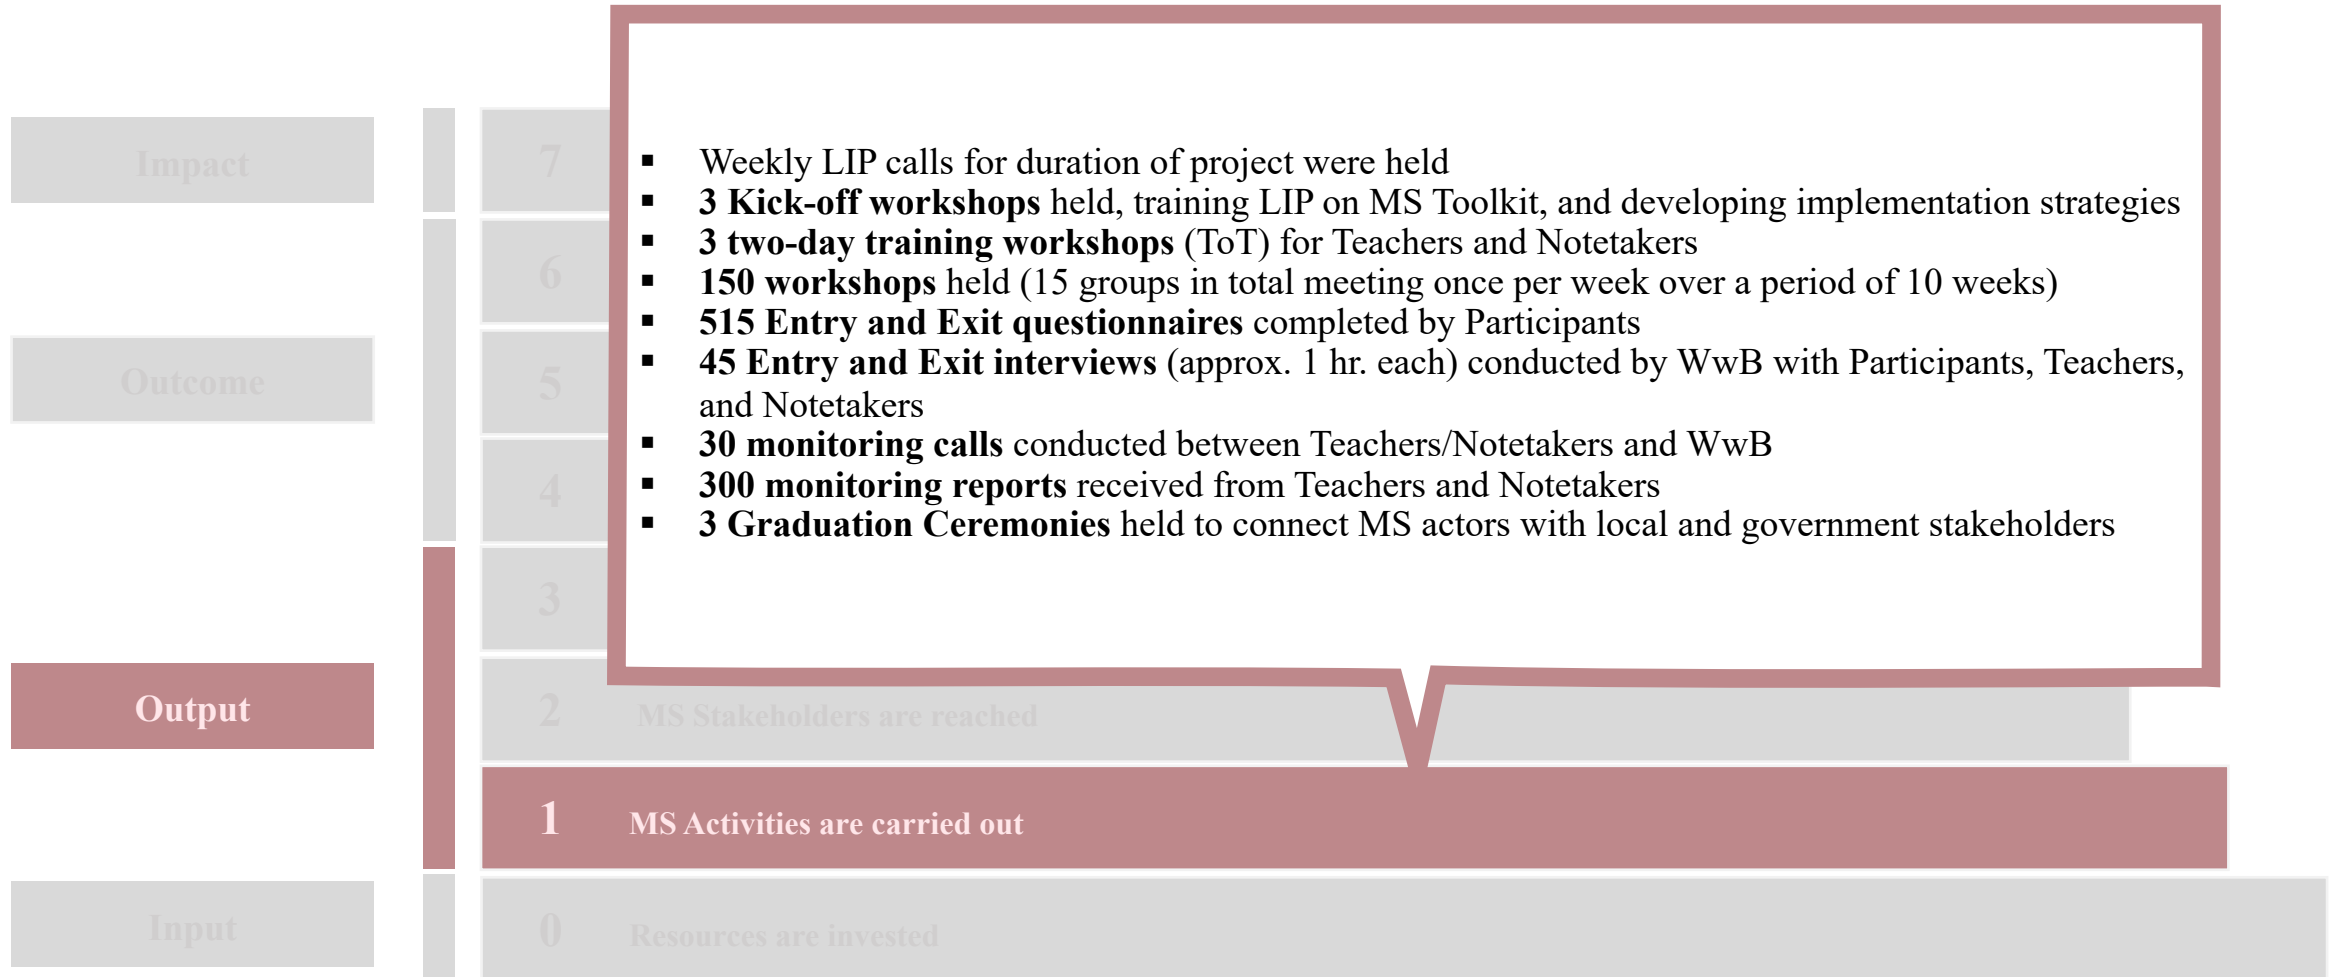 Impact
Outcome
Output
Input
7
6
5
4
3
2 MS Stakeholders are reached
1 MS Activities are carried out
0 Resources are invested
▪ Weekly LIP calls for duration of project were held
▪ 3 Kick-off workshops held, training LIP on MS Toolkit, and developing implementation strategies
▪ 3 two-day training workshops (ToT) for Teachers and Notetakers
▪ 150 workshops held (15 groups in total meeting once per week over a period of 10 weeks)
▪ 515 Entry and Exit questionnaires completed by Participants
▪ 45 Entry and Exit interviews (approx. 1 hr. each) conducted by WwB with Participants, Teachers,
and Notetakers
▪ 30 monitoring calls conducted between Teachers/Notetakers and WwB
▪ 300 monitoring reports received from Teachers and Notetakers
▪ 3 Graduation Ceremonies held to connect MS actors with local and government stakeholders